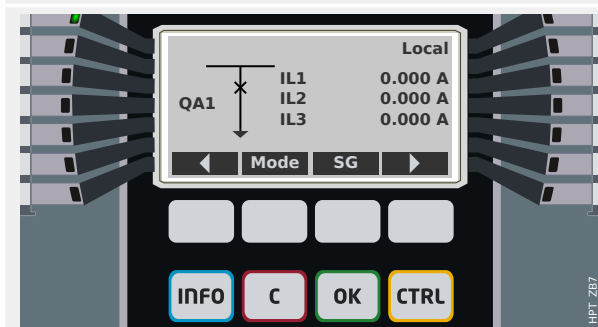 Local
IL1 0.000 A
QA1 IL2 0.000 A
IL3 0.000 A
Mode SG
INFO C OK CTRL
HPT_ZB7